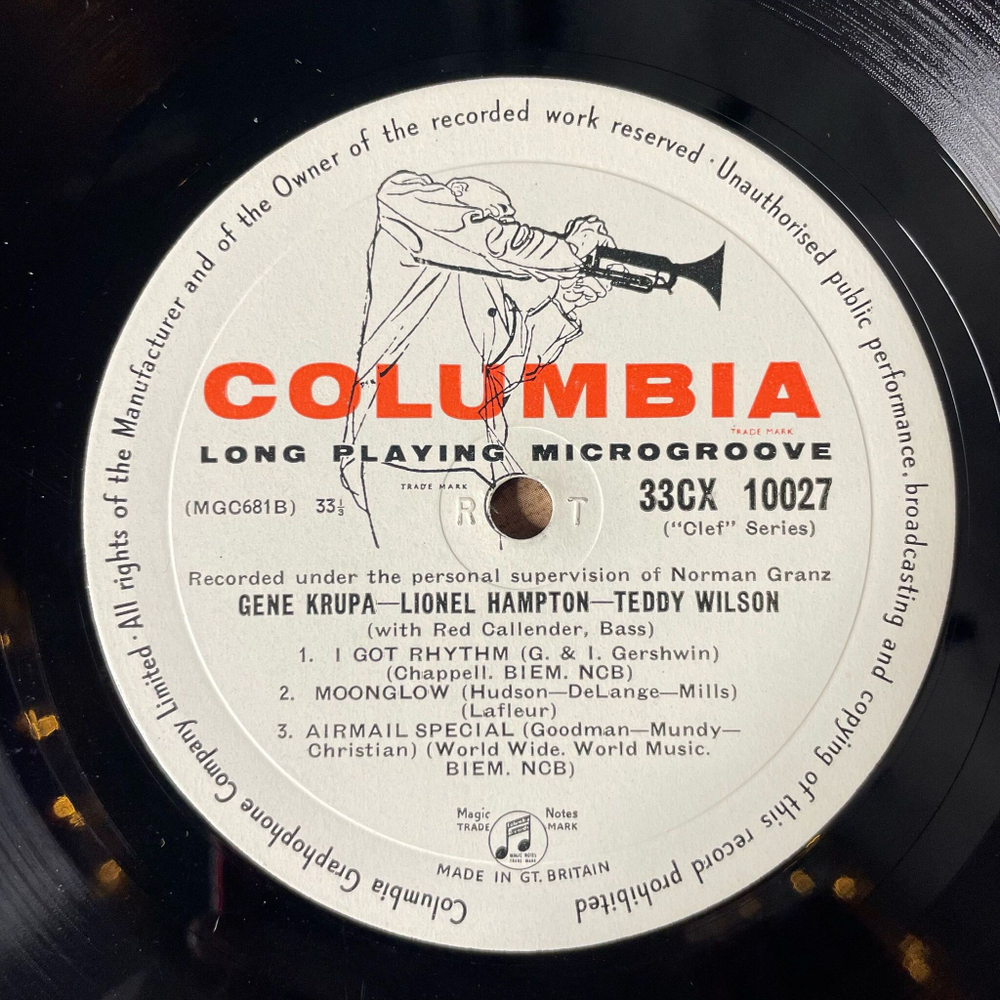 Columbia Graphophone Company Limited · All rights of the Manufacturer and of the Owner of the recorded work reserved · Unauthorised public performance, broadcasting and copying of this record prohibited
COLUMBIA
TRADE MARK
LONG PLAYING MICROGROOVE
TRADE MARK
(MGC681B) 33⅓
R T
33CX 10027
("Clef" Series)
Recorded under the personal supervision of Norman Granz
GENE KRUPA—LIONEL HAMPTON—TEDDY WILSON
(with Red Callender, Bass)
1. I GOT RHYTHM (G. & I. Gershwin)
(Chappell. BIEM. NCB)
2. MOONGLOW (Hudson—DeLange—Mills)
(Lafleur)
3. AIRMAIL SPECIAL (Goodman—Mundy—
Christian) (World Wide. World Music.
BIEM. NCB)
Magic Notes
TRADE MARK
MAGIC NOTES
TRADE MARK
MADE IN GT. BRITAIN